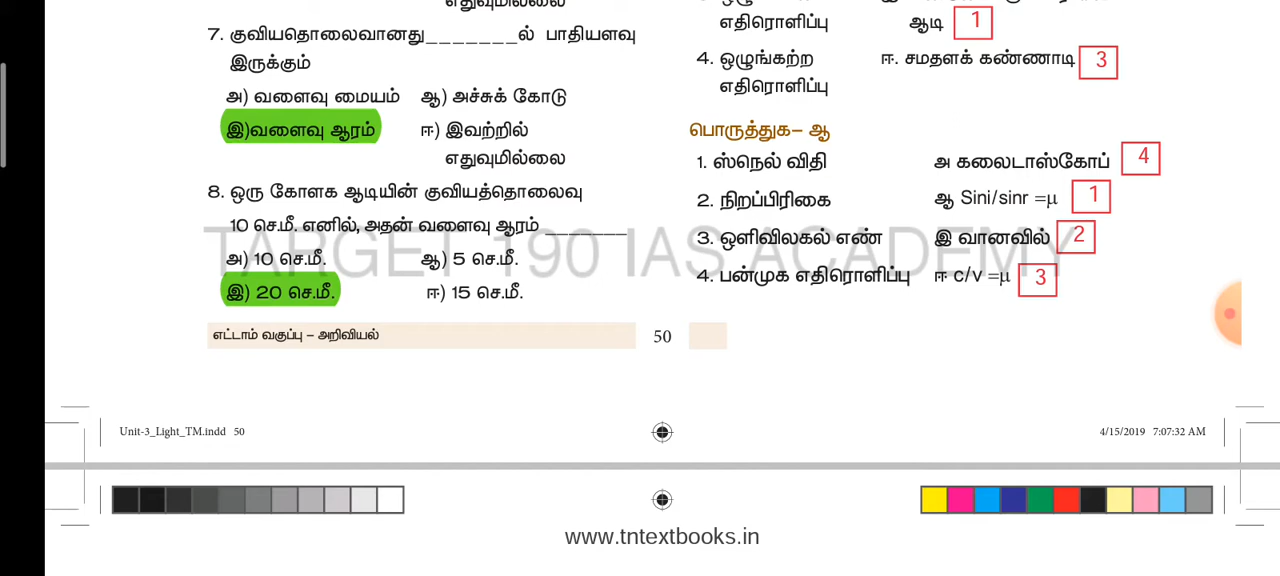 எதுவுமில்லை
7. குவியதொலைவானது_______ல் பாதியளவு
இருக்கும்
அ) வளைவு மையம் ஆ) அச்சுக் கோடு
இ)வளைவு ஆரம் ஈ) இவற்றில்
எதுவுமில்லை
8. ஒரு கோளக ஆடியின் குவியத்தொலைவு
10 செ.மீ. எனில், அதன் வளைவு ஆரம் _______
அ) 10 செ.மீ. ஆ) 5 செ.மீ.
இ) 20 செ.மீ. ஈ) 15 செ.மீ.
எதிரொளிப்பு ஆடி 1
4. ஒழுங்கற்ற ஈ. சமதளக் கண்ணாடி 3
எதிரொளிப்பு
பொருத்துக– ஆ
1. ஸ்நெல் விதி அ கலைடாஸ்கோப் 4
2. நிறப்பிரிகை ஆ Sini/sinr =μ 1
3. ஒளிவிலகல் எண் இ வானவில் 2
4. பன்முக எதிரொளிப்பு ஈ c/v =μ 3
TARGET 190 IAS ACADEMY
எட்டாம் வகுப்பு – அறிவியல் 50
Unit-3_Light_TM.indd 50 4/15/2019 7:07:32 AM
www.tntextbooks.in